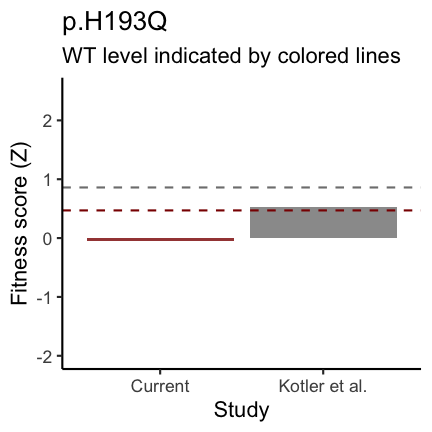 p.H193Q
WT level indicated by colored lines
Fitness score (Z)
2
1
0
-1
-2
Current
Kotler et al.
Study